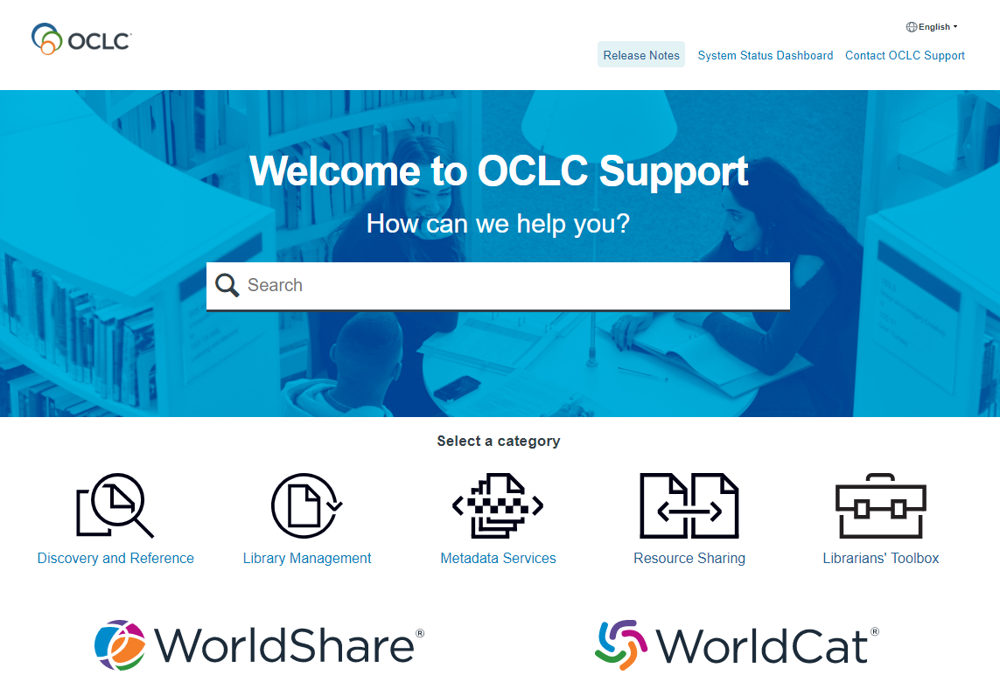 OCLC
English
Release Notes System Status Dashboard Contact OCLC Support
Welcome to OCLC Support
How can we help you?
Search
Select a category
Discovery and Reference
Library Management
Metadata Services
Resource Sharing
Librarians' Toolbox
WorldShare®
WorldCat®